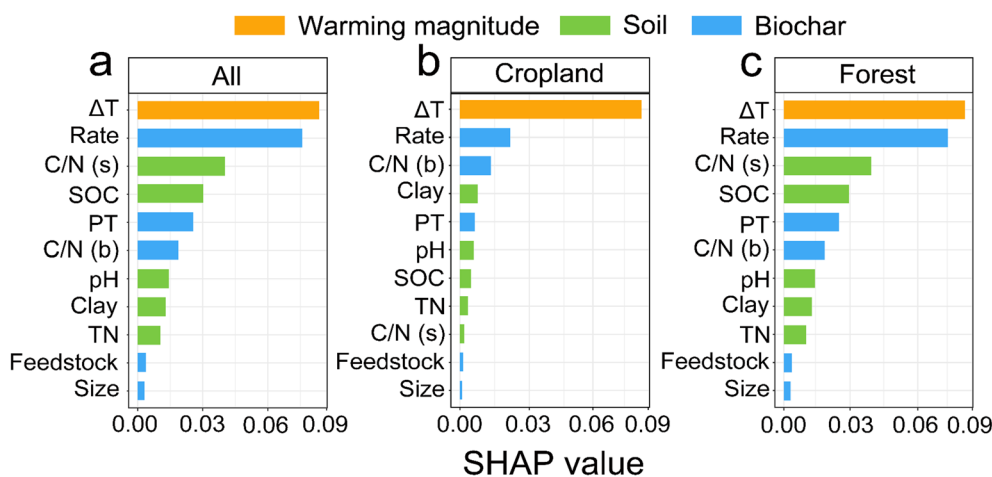 Warming magnitude Soil Biochar
a
All
ΔT
Rate
C/N (s)
SOC
PT
C/N (b)
pH
Clay
TN
Feedstock
Size
0.00 0.03 0.06 0.09
b
Cropland
ΔT
Rate
C/N (b)
Clay
PT
pH
SOC
TN
C/N (s)
Feedstock
Size
0.00 0.03 0.06 0.09
c
Forest
ΔT
Rate
C/N (s)
SOC
PT
C/N (b)
pH
Clay
TN
Feedstock
Size
0.00 0.03 0.06 0.09
SHAP value